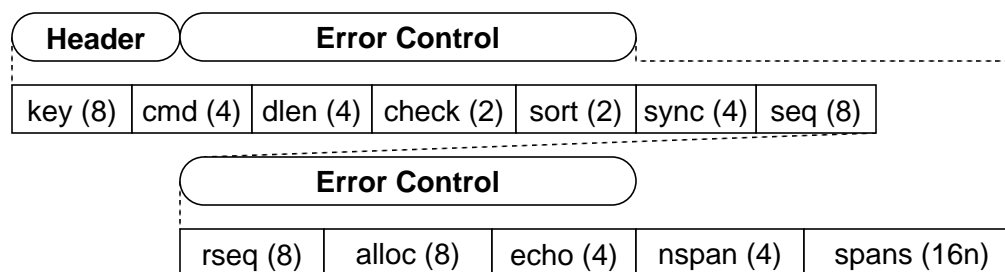 Header Error Control
key (8) cmd (4) dlen (4) check (2) sort (2) sync (4) seq (8)
Error Control
rseq (8) alloc (8) echo (4) nspan (4) spans (16n)